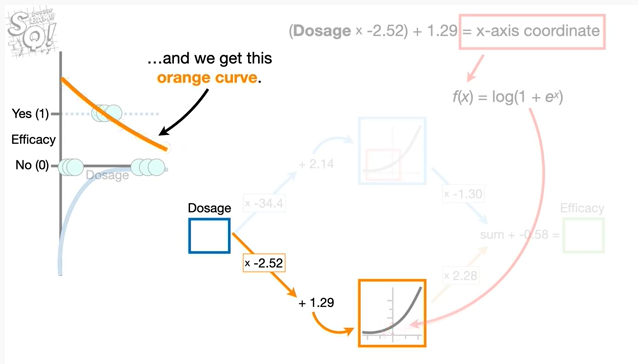 StatQuest!
(Dosage x -2.52) + 1.29 = x-axis coordinate
...and we get this
orange curve.
f(x) = log(1 + eˣ)
Yes (1)
Efficacy
No (0)
Dosage
+ 2.14
x -34.4
x -1.30
Dosage
Efficacy
sum + -0.58 =
x -2.52
x 2.28
+ 1.29